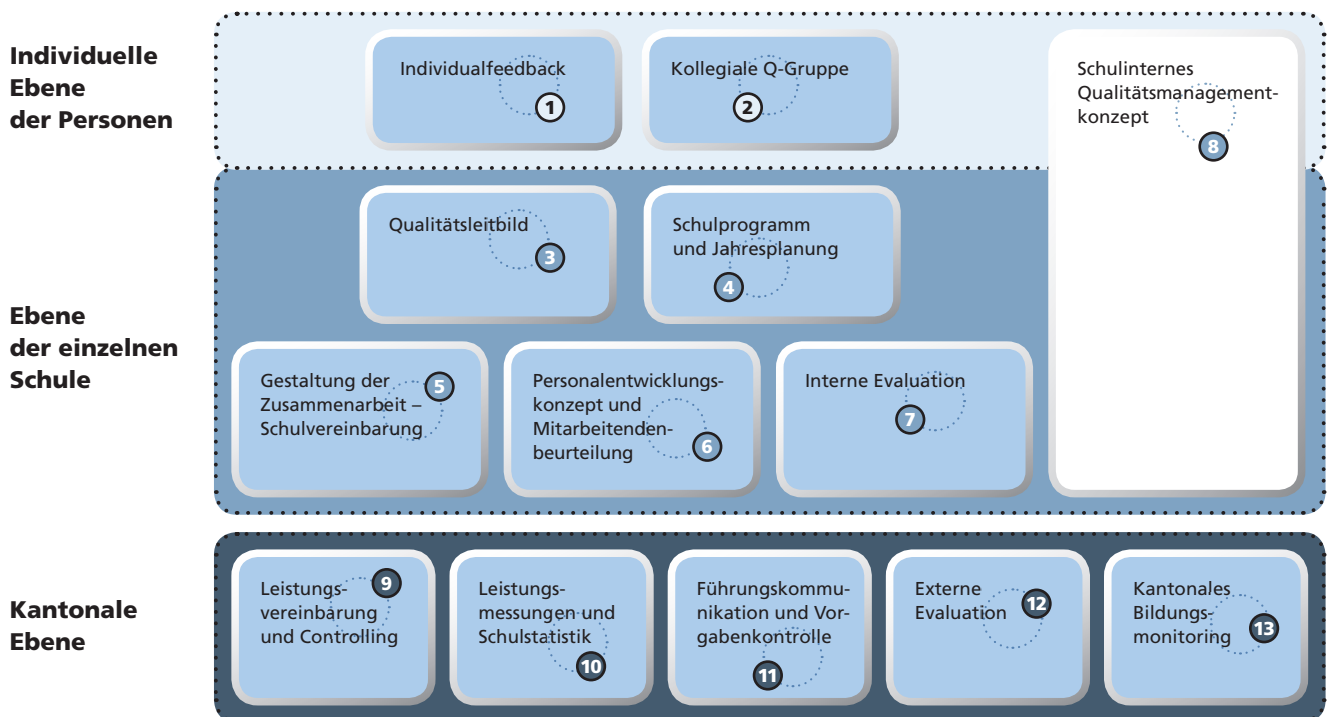 Individuelle
Ebene
der Personen
Individualfeedback
1
Kollegiale Q-Gruppe
2
Schulinternes
Qualitätsmanagement-
konzept
8
Ebene
der einzelnen
Schule
Qualitätsleitbild
3
Schulprogramm
und Jahresplanung
4
Gestaltung der
Zusammenarbeit –
Schulvereinbarung
5
Personalentwicklungs-
konzept und
Mitarbeitenden-
beurteilung
6
Interne Evaluation
7
Kantonale
Ebene
Leistungs-
vereinbarung
und Controlling
9
Leistungs-
messungen und
Schulstatistik
10
Führungskommu-
nikation und Vor-
gabenkontrolle
11
Externe
Evaluation
12
Kantonales
Bildungs-
monitoring
13